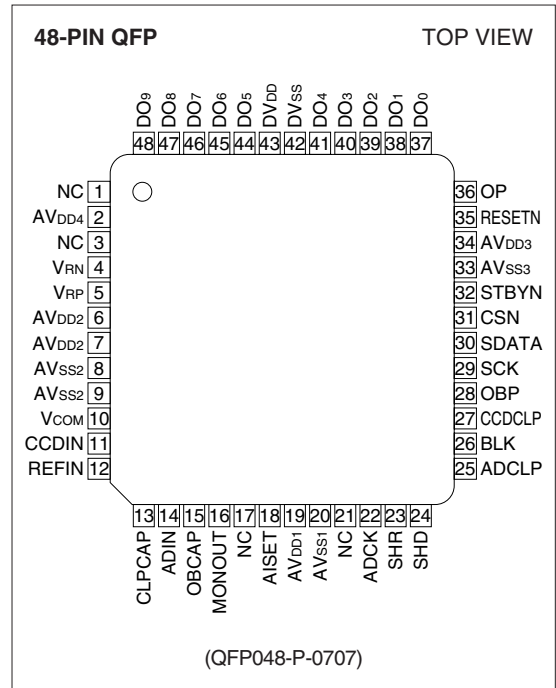 48-PIN QFP TOP VIEW
DO9 DO8 DO7 DO6 DO5 DVDD DVSS DO4 DO3 DO2 DO1 DO0
48 47 46 45 44 43 42 41 40 39 38 37
NC 1
AVDD4 2
NC 3
VRN 4
VRP 5
AVDD2 6
AVDD2 7
AVSS2 8
AVSS2 9
VCOM 10
CCDIN 11
REFIN 12
36 OP
35 RESETN
34 AVDD3
33 AVSS3
32 STBYN
31 CSN
30 SDATA
29 SCK
28 OBP
27 CCDCLP
26 BLK
25 ADCLP
13 14 15 16 17 18 19 20 21 22 23 24
CLPCAP ADIN OBCAP MONOUT NC AISET AVDD1 AVSS1 NC ADCK SHR SHD
(QFP048-P-0707)